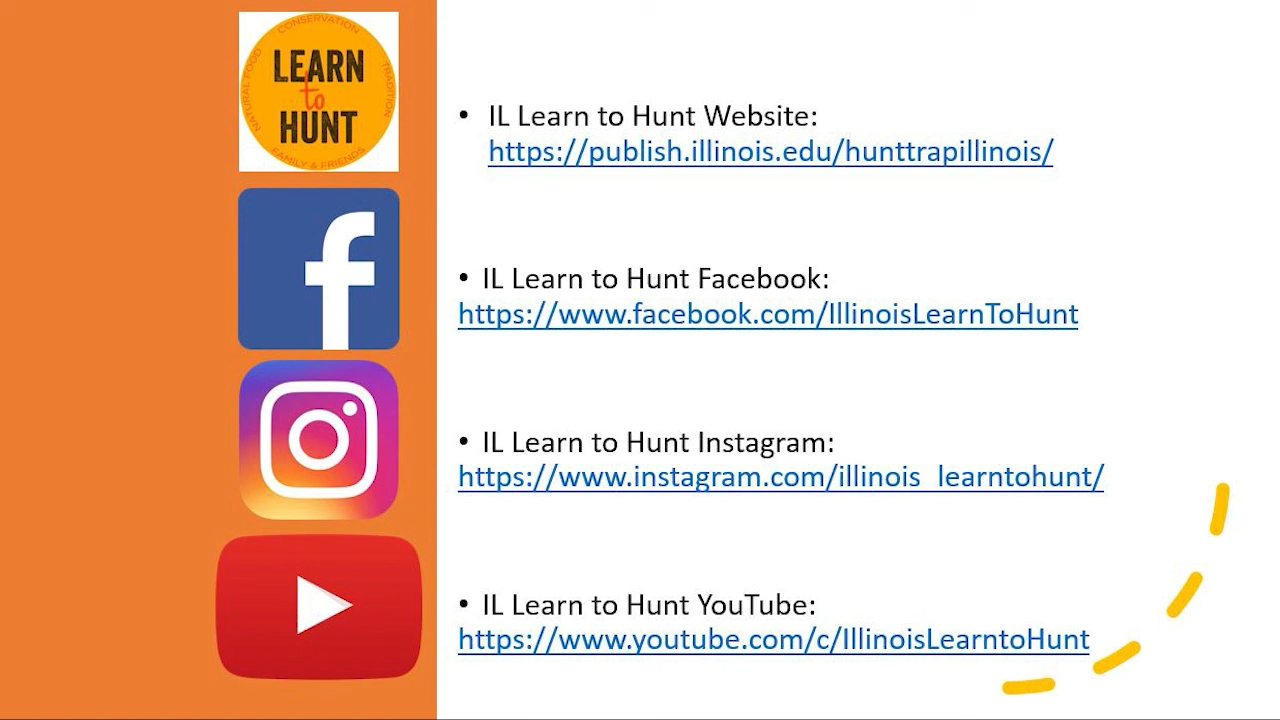 CONSERVATION
NATURAL FOOD
TRADITION
LEARN
to
HUNT
FAMILY & FRIENDS
• IL Learn to Hunt Website:
https://publish.illinois.edu/hunttrapillinois/
• IL Learn to Hunt Facebook:
https://www.facebook.com/IllinoisLearnToHunt
• IL Learn to Hunt Instagram:
https://www.instagram.com/illinois_learntohunt/
• IL Learn to Hunt YouTube:
https://www.youtube.com/c/IllinoisLearntoHunt